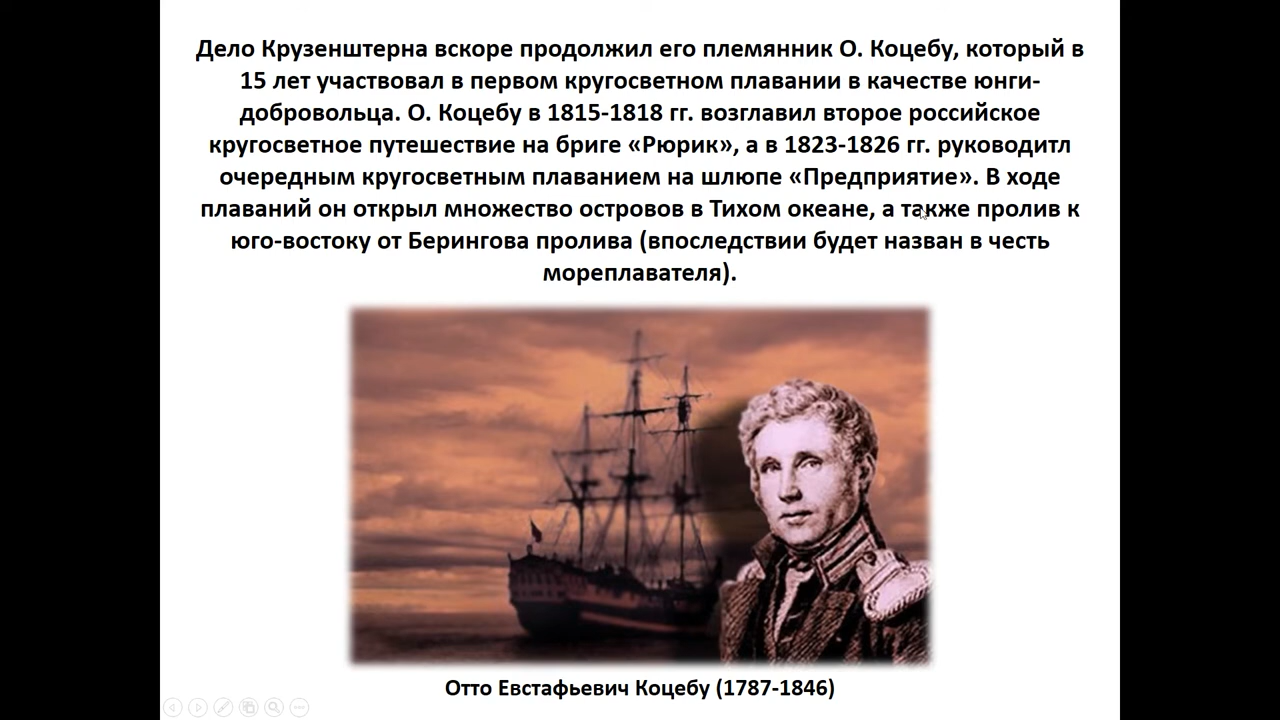 Дело Крузенштерна вскоре продолжил его племянник О. Коцебу, который в
15 лет участвовал в первом кругосветном плавании в качестве юнги-
добровольца. О. Коцебу в 1815-1818 гг. возглавил второе российское
кругосветное путешествие на бриге «Рюрик», а в 1823-1826 гг. руководитл
очередным кругосветным плаванием на шлюпе «Предприятие». В ходе
плаваний он открыл множество островов в Тихом океане, а также пролив к
юго-востоку от Берингова пролива (впоследствии будет назван в честь
мореплавателя).
Отто Евстафьевич Коцебу (1787-1846)